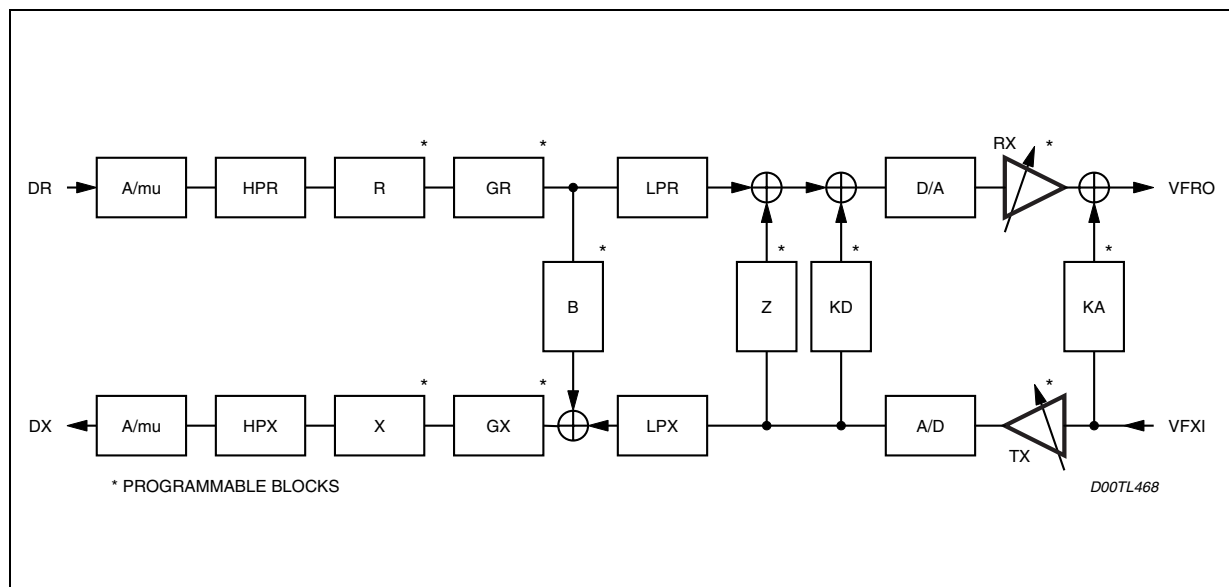 RX *
* *
DR A/mu HPR R GR LPR D/A VFRO
* * * *
B Z KD KA
* * *
DX A/mu HPX X GX LPX A/D VFXI
TX
* PROGRAMMABLE BLOCKS D00TL468